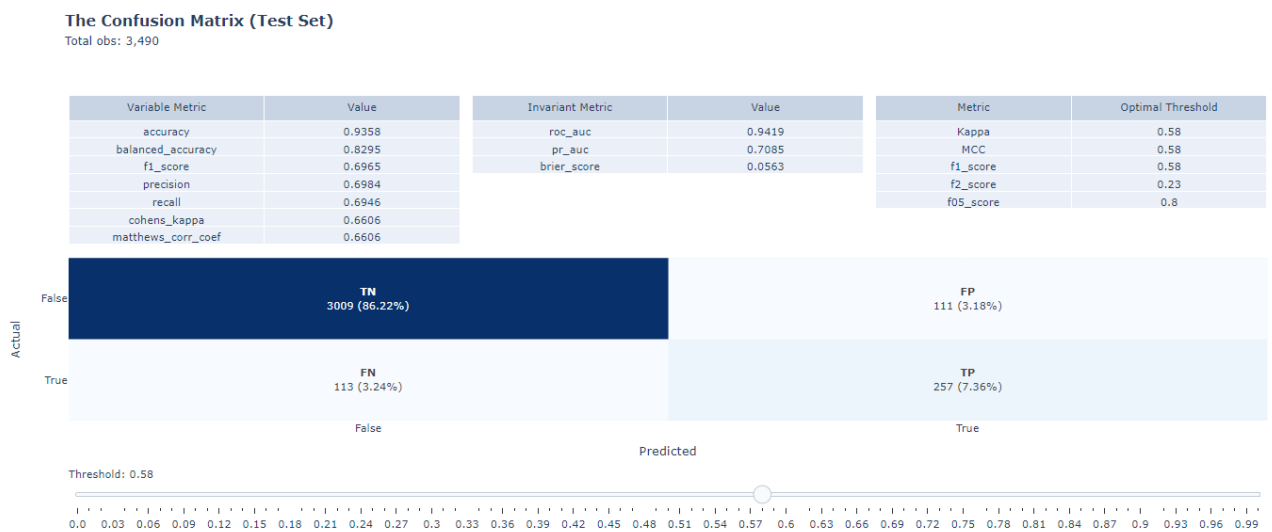 The Confusion Matrix (Test Set)
Total obs: 3,490
Variable Metric Value
accuracy 0.9358
balanced_accuracy 0.8295
f1_score 0.6965
precision 0.6984
recall 0.6946
cohens_kappa 0.6606
matthews_corr_coef 0.6606
Invariant Metric Value
roc_auc 0.9419
pr_auc 0.7085
brier_score 0.0563
Metric Optimal Threshold
Kappa 0.58
MCC 0.58
f1_score 0.58
f2_score 0.23
f05_score 0.8
Actual
False
TN
3009 (86.22%)
FP
111 (3.18%)
True
FN
113 (3.24%)
TP
257 (7.36%)
False True
Predicted
Threshold: 0.58
0.0 0.03 0.06 0.09 0.12 0.15 0.18 0.21 0.24 0.27 0.3 0.33 0.36 0.39 0.42 0.45 0.48 0.51 0.54 0.57 0.6 0.63 0.66 0.69 0.72 0.75 0.78 0.81 0.84 0.87 0.9 0.93 0.96 0.99